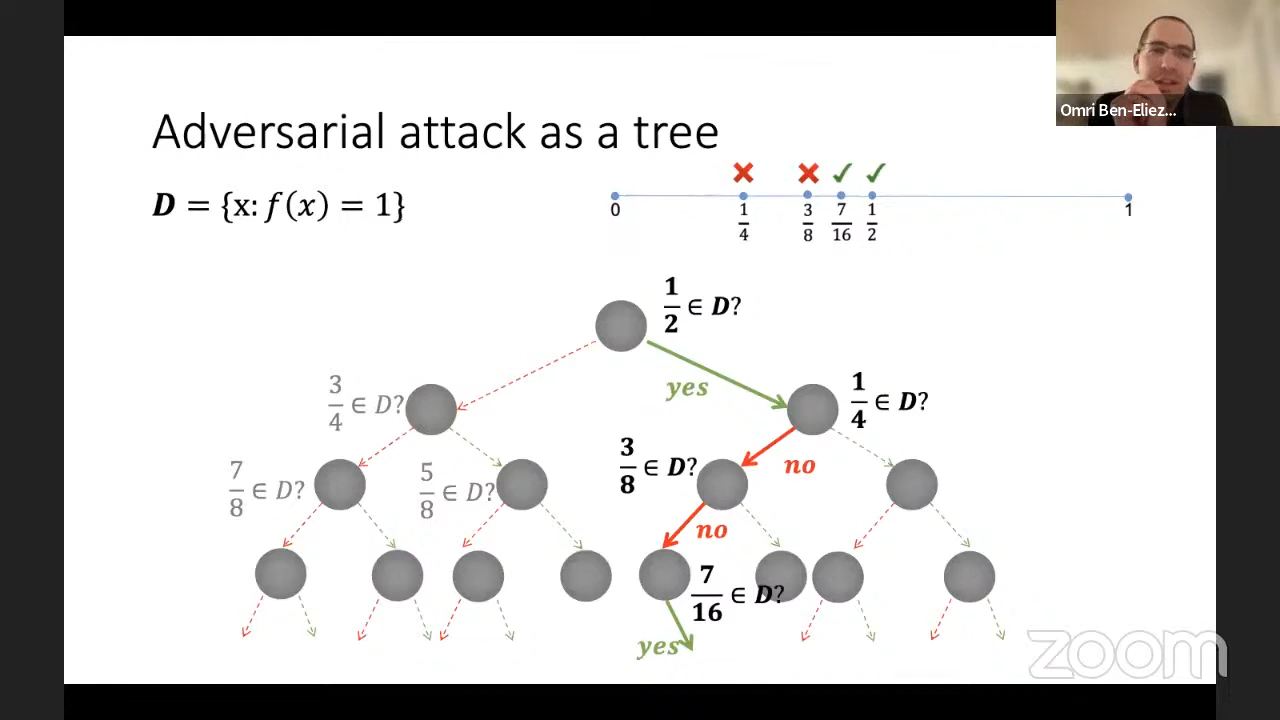 Omri Ben-Eliez...
Adversarial attack as a tree
D = {x: f(x) = 1}
0 1/4 3/8 7/16 1/2 1
1/2 ∈ D?
yes
3/4 ∈ D?
1/4 ∈ D?
no
7/8 ∈ D?
5/8 ∈ D?
3/8 ∈ D?
no
7/16 ∈ D?
yes
zoom